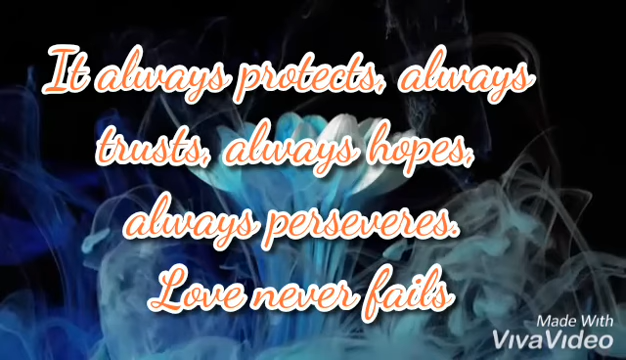 It always protects, always
trusts, always hopes,
always perseveres.
Love never fails
Made With
VivaVideo